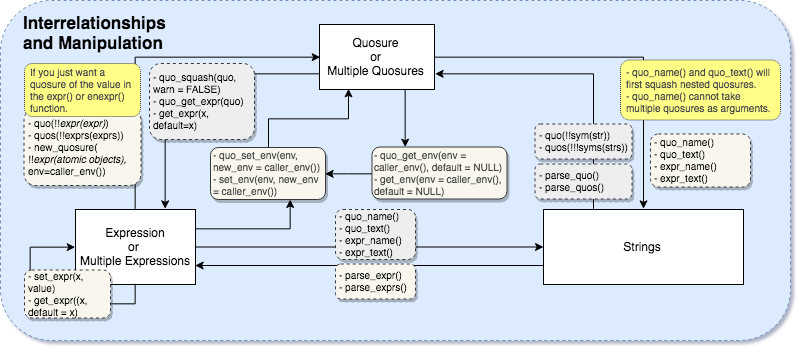 Interrelationships
and Manipulation
Quosure
or
Multiple Quosures
If you just want a
quosure of the value in
the expr() or enexpr()
function.
- quo(!!expr(expr))
- quos(!!exprs(exprs))
- new_quosure(
!!expr(atomic objects),
env=caller_env())
- quo_squash(quo,
warn = FALSE)
- quo_get_expr(quo)
- get_expr(x,
default=x)
- quo_set_env(env,
new_env = caller_env())
- set_env(env, new_env
= caller_env())
- quo_get_env(env =
caller_env(), default = NULL)
- get_env(env = caller_env(),
default = NULL)
- quo_name() and quo_text() will
first squash nested quosures.
- quo_name() cannot take
multiple quosures as arguments.
- quo(!!sym(str))
- quos(!!!syms(strs))
- parse_quo()
- parse_quos()
- quo_name()
- quo_text()
- expr_name()
- expr_text()
Expression
or
Multiple Expressions
- quo_name()
- quo_text()
- expr_name()
- expr_text()
- parse_expr()
- parse_exprs()
Strings
- set_expr(x,
value)
- get_expr((x,
default = x)